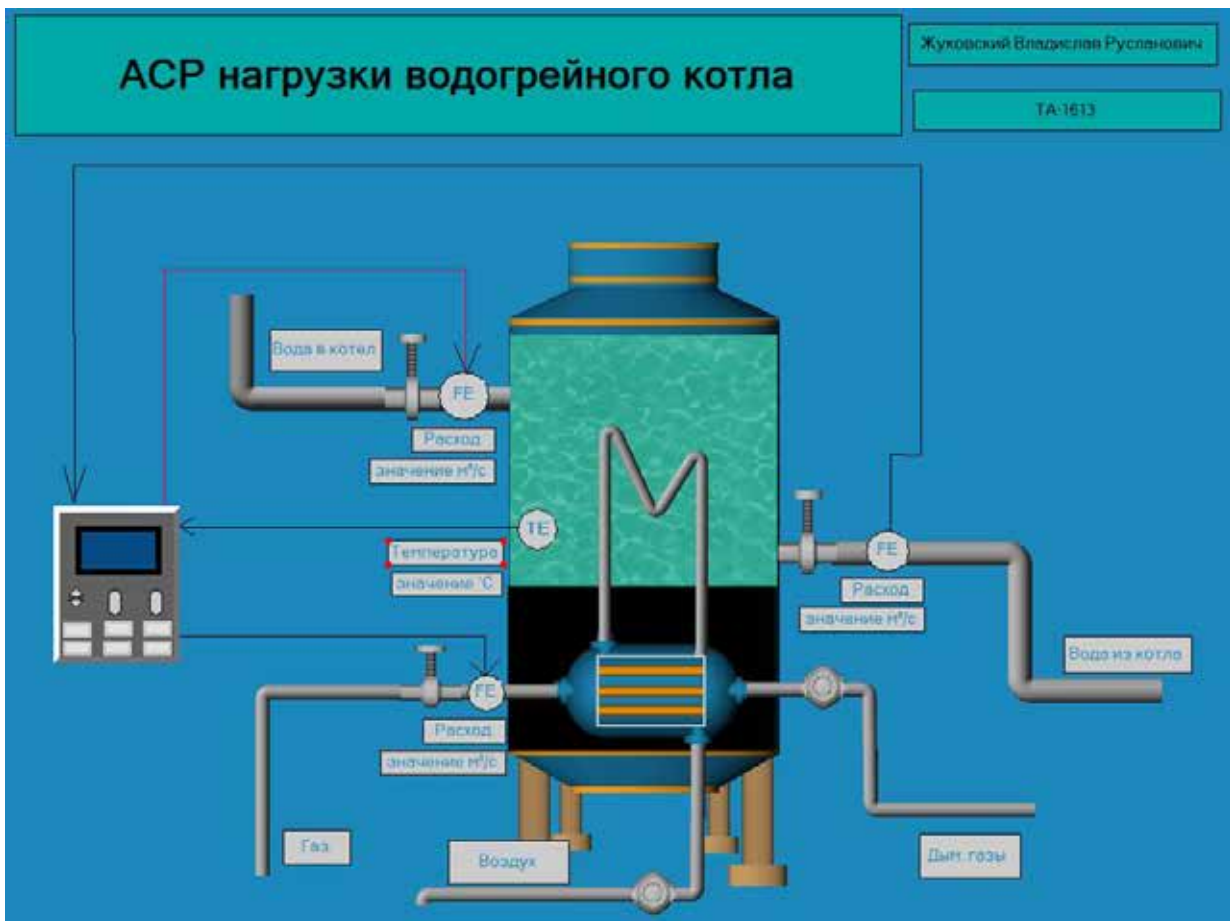 АСР нагрузки водогрейного котла
Жуковский Владислав Русланович
ТА-1613
Вода в котел
FE
Расход
значение м³/с
TE
Температура
значение °С
FE
Расход
значение м³/с
Вода из котла
FE
Расход
значение м³/с
Газ
Воздух
Дым. газы